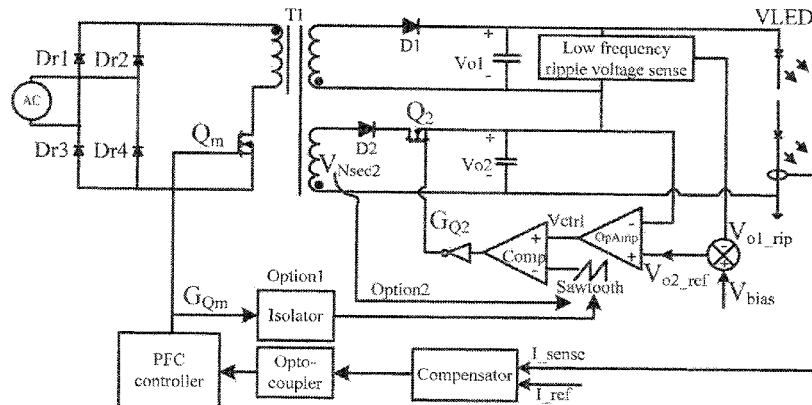 T1
VLED
Dr1 Dr2
D1
Vo1
+
-
Low frequency
ripple voltage sense
AC
Qm
Q2
Dr3 Dr4
D2
+
-
Vo2
VNsec2
GQ2
Vctrl
OpAmp
-
+
Comp
+
-
-
+
Vo1_rip
Vo2_ref
Vbias
Option1
Option2
Sawtooth
GQm
Isolator
PFC
controller
Opto-
coupler
Compensator
I_sense
I_ref